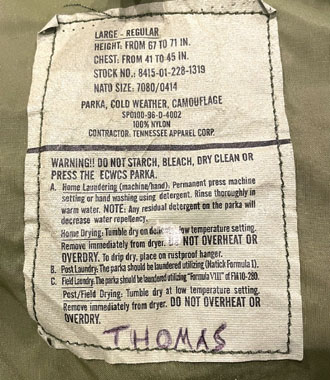 LARGE - REGULAR
HEIGHT: FROM 67 TO 71 IN.
CHEST: FROM 41 TO 45 IN.
STOCK NO.: 8415-01-228-1319
NATO SIZE: 7080/0414
PARKA, COLD WEATHER, CAMOUFLAGE
SPO100-96-D-4002
100% NYLON
CONTRACTOR. TENNESSEE APPAREL CORP.
WARNING!! DO NOT STARCH, BLEACH, DRY CLEAN OR
PRESS THE ECWCS PARKA.
A. Home Laundering (machine/hand). Permanent press machine
setting or hand washing using detergent. Rinse thoroughly in
warm water. NOTE: Any residual detergent on the parka will
decrease water repellency.
Home Drying: Tumble dry on delicate low temperature setting.
Remove immediately from dryer. DO NOT OVERHEAT OR
OVERDRY. To drip dry, place on rustproof hanger.
B. Post Laundry: The parka should be laundered utilizing (Natick Formula I).
C. Field Laundry: The parka should be laundered utilizing "Formula VIII" of FM10-280.
Post/Field Drying: Tumble dry at low temperature setting.
Remove immediately from dryer. DO NOT OVERHEAT OR
OVERDRY.
THOMAS